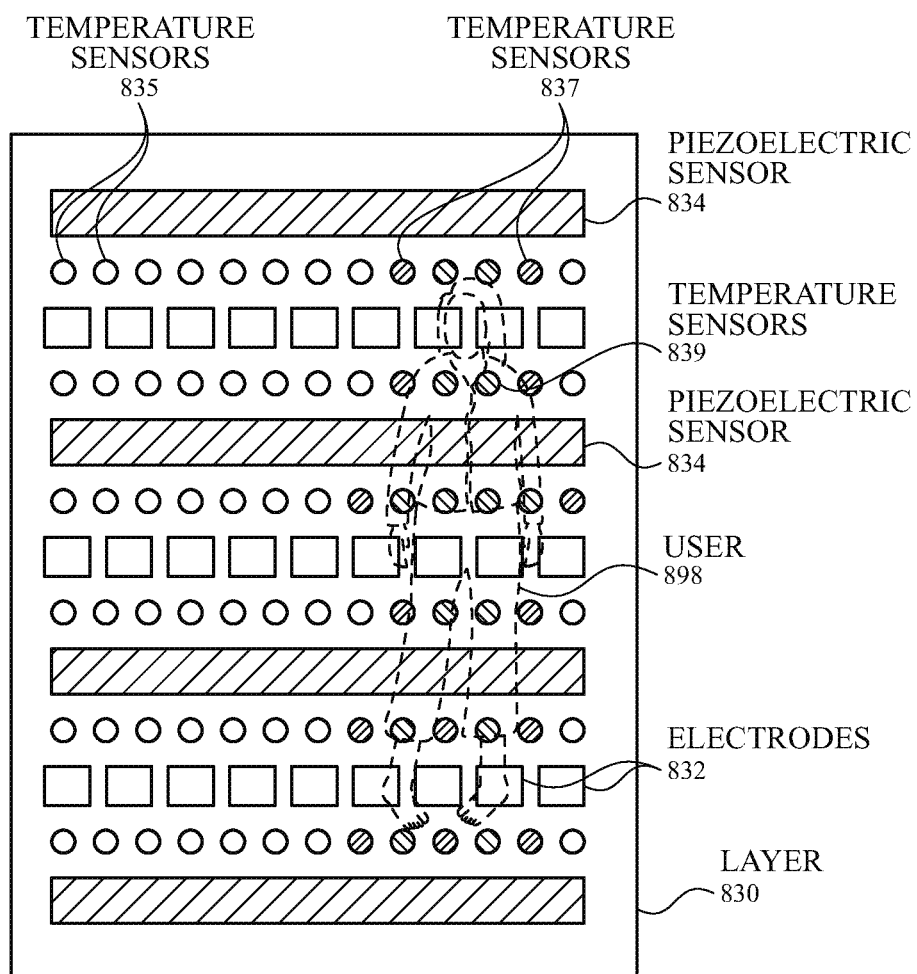 TEMPERATURE
SENSORS
835
TEMPERATURE
SENSORS
837
PIEZOELECTRIC
SENSOR
834
TEMPERATURE
SENSORS
839
PIEZOELECTRIC
SENSOR
834
USER
898
ELECTRODES
832
LAYER
830